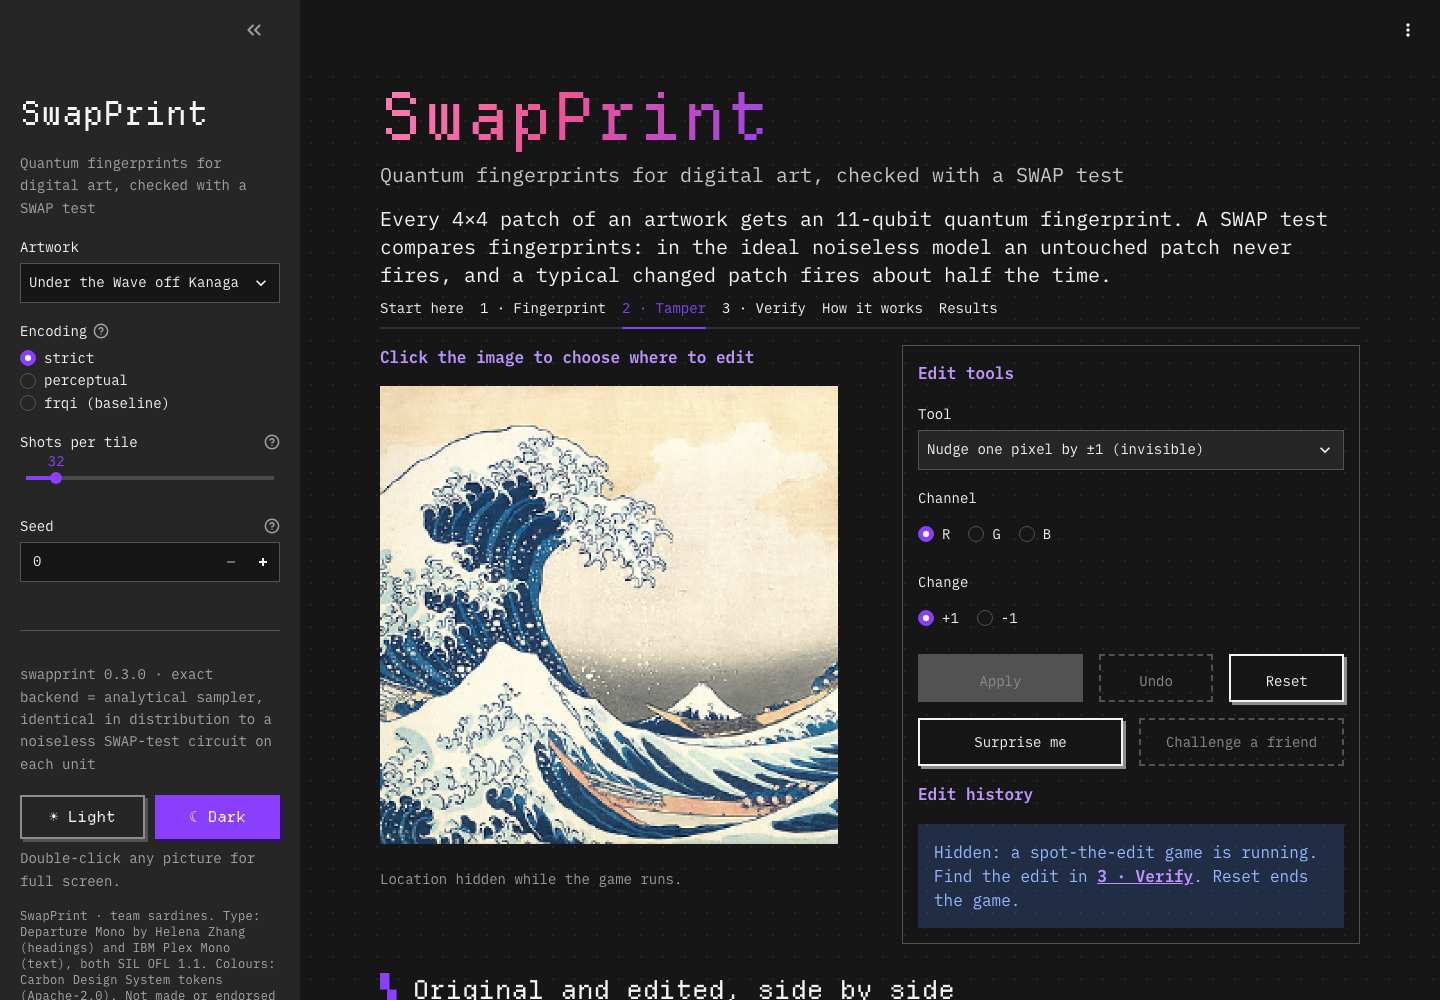 SwapPrint
Quantum fingerprints for
digital art, checked with a
SWAP test
Artwork
Under the Wave off Kanaga
Encoding
strict
perceptual
frqi (baseline)
Shots per tile
32
Seed
0
swapprint 0.3.0 · exact
backend = analytical sampler,
identical in distribution to a
noiseless SWAP-test circuit on
each unit
☀ Light
☾ Dark
Double-click any picture for
full screen.
SwapPrint · team sardines. Type:
Departure Mono by Helena Zhang
(headings) and IBM Plex Mono
(text), both SIL OFL 1.1. Colours:
Carbon Design System tokens
(Apache-2.0). Not made or endorsed
SwapPrint
Quantum fingerprints for digital art, checked with a SWAP test
Every 4×4 patch of an artwork gets an 11-qubit quantum fingerprint. A SWAP test
compares fingerprints: in the ideal noiseless model an untouched patch never
fires, and a typical changed patch fires about half the time.
Start here 1 · Fingerprint 2 · Tamper 3 · Verify How it works Results
Click the image to choose where to edit
Location hidden while the game runs.
Edit tools
Tool
Nudge one pixel by ±1 (invisible)
Channel
R G B
Change
+1 -1
Apply Undo Reset
Surprise me Challenge a friend
Edit history
Hidden: a spot-the-edit game is running.
Find the edit in 3 · Verify. Reset ends
the game.
Original and edited, side by side